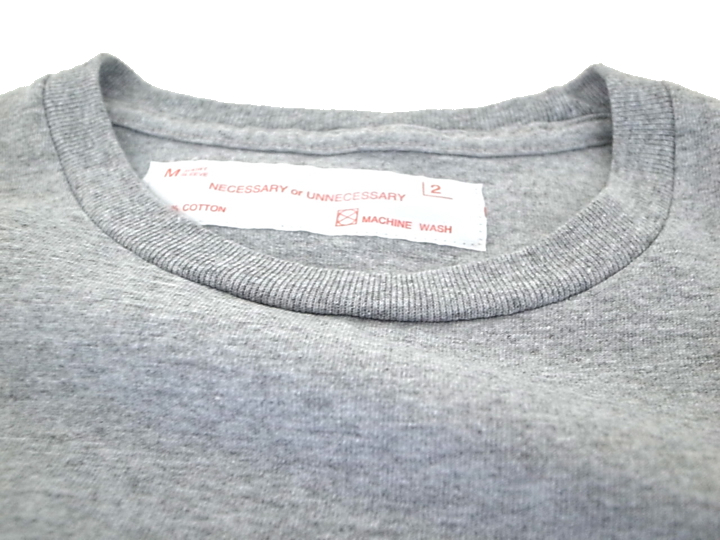 M
NECESSARY or UNNECESSARY
2
COTTON
MACHINE WASH